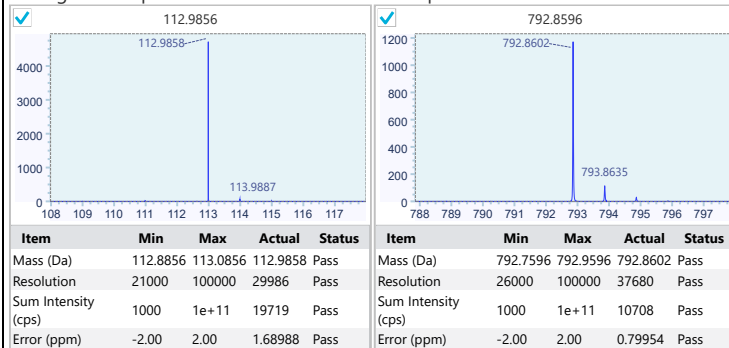 112.9856
792.8596
112.9858
4000
3000
2000
1000
0
113.9887
108 109 110 111 112 113 114 115 116 117
792.8602
1200
1000
800
600
400
200
0
793.8635
788 789 790 791 792 793 794 795 796 797
Item Min Max Actual Status
Mass (Da) 112.8856 113.0856 112.9858 Pass
Resolution 21000 100000 29986 Pass
Sum Intensity
(cps) 1000 1e+11 19719 Pass
Error (ppm) -2.00 2.00 1.68988 Pass
Item Min Max Actual Status
Mass (Da) 792.7596 792.9596 792.8602 Pass
Resolution 26000 100000 37680 Pass
Sum Intensity
(cps) 1000 1e+11 10708 Pass
Error (ppm) -2.00 2.00 0.79954 Pass